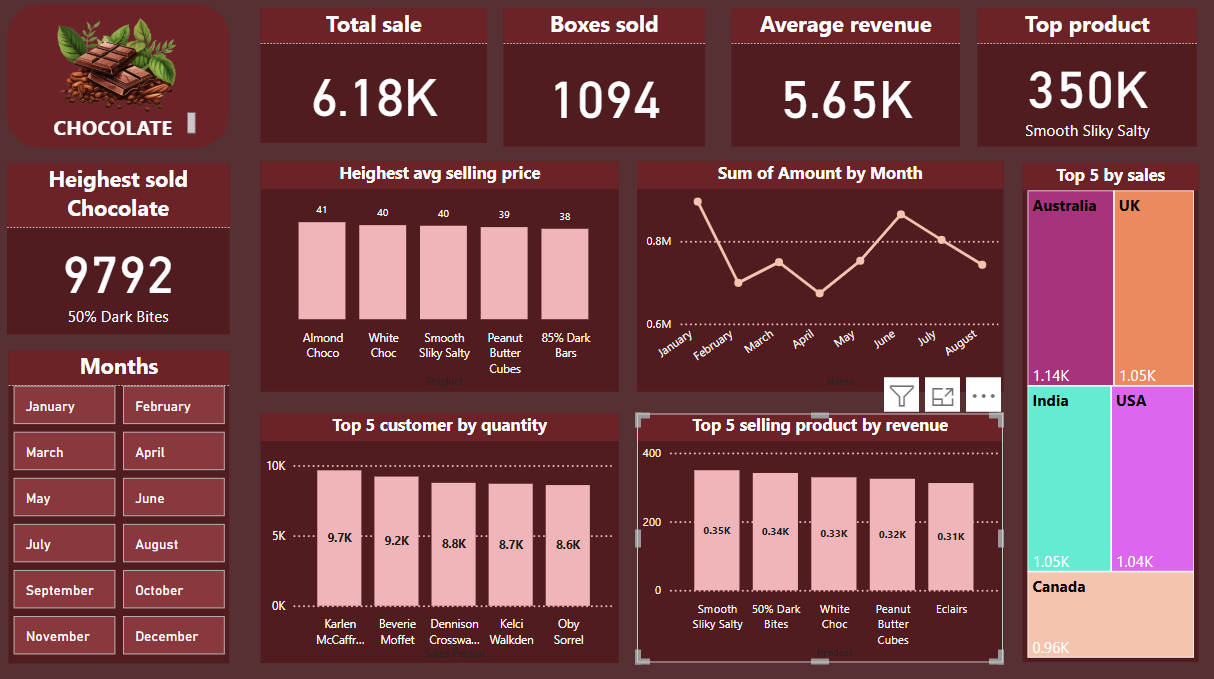 CHOCOLATE
Total sale
6.18K
Boxes sold
1094
Average revenue
5.65K
Top product
350K
Smooth Sliky Salty
Heighest sold
Chocolate
9792
50% Dark Bites
Months
January
February
March
April
May
June
July
August
September
October
November
December
Heighest avg selling price
41
40
40
39
38
Almond
Choco
White
Choc
Smooth
Sliky Salty
Peanut
Butter
Cubes
85% Dark
Bars
Product
Sum of Amount by Month
0.8M
0.6M
January
February
March
April
May
June
July
August
Month
Top 5 customer by quantity
10K
5K
0K
9.7K
9.2K
8.8K
8.7K
8.6K
Karlen
McCaffr...
Beverie
Moffet
Dennison
Crosswa...
Kelci
Walkden
Oby
Sorrel
Sales Person
Top 5 selling product by revenue
400
200
0
0.35K
0.34K
0.33K
0.32K
0.31K
Smooth
Sliky Salty
50% Dark
Bites
White
Choc
Peanut
Butter
Cubes
Eclairs
Product
Top 5 by sales
Australia
1.14K
UK
1.05K
India
1.05K
USA
1.04K
Canada
0.96K